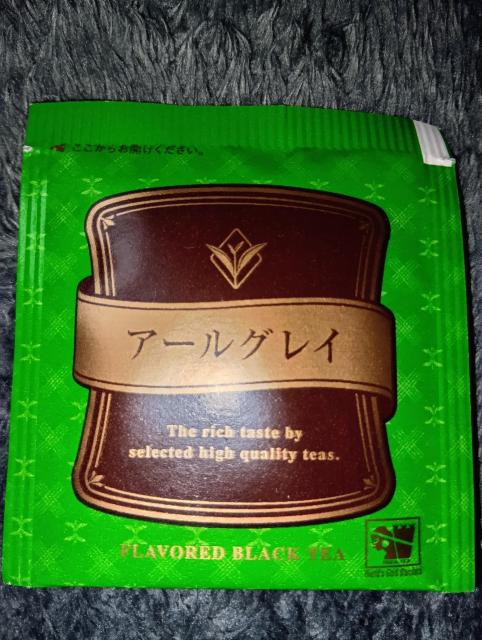 ここからお開けください。
アールグレイ
The rich taste by
selected high quality teas.
FLAVORED BLACK TEA